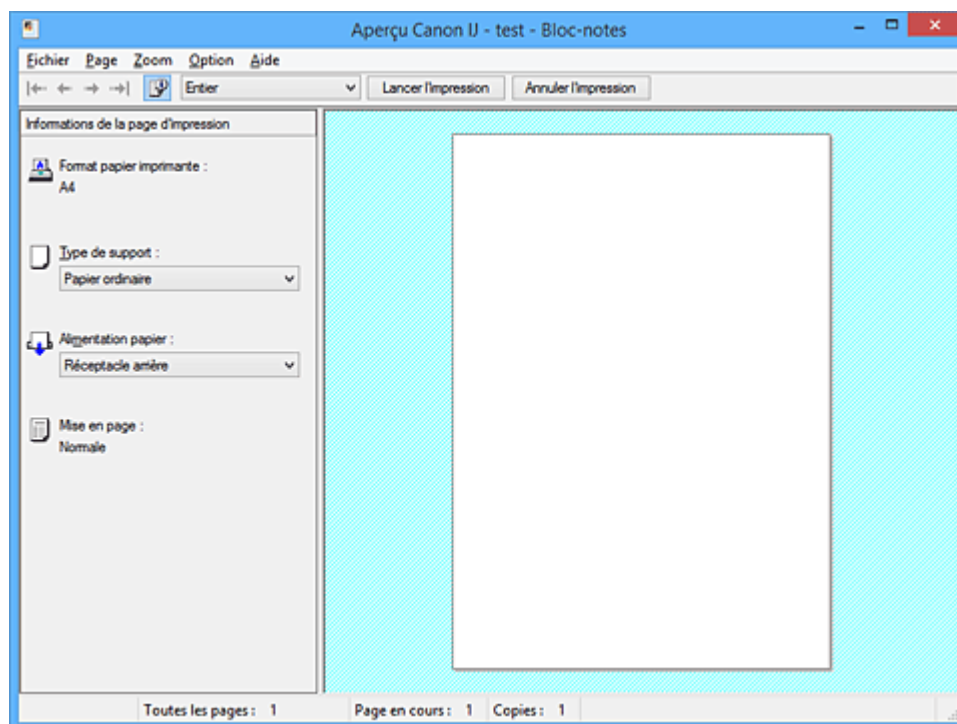 Aperçu Canon IJ - test - Bloc-notes
Fichier Page Zoom Option Aide
Entier Lancer l'impression Annuler l'impression
Informations de la page d'impression
Format papier imprimante :
A4
Type de support :
Papier ordinaire
Alimentation papier :
Réceptacle arrière
Mise en page :
Normale
Toutes les pages : 1 Page en cours : 1 Copies : 1